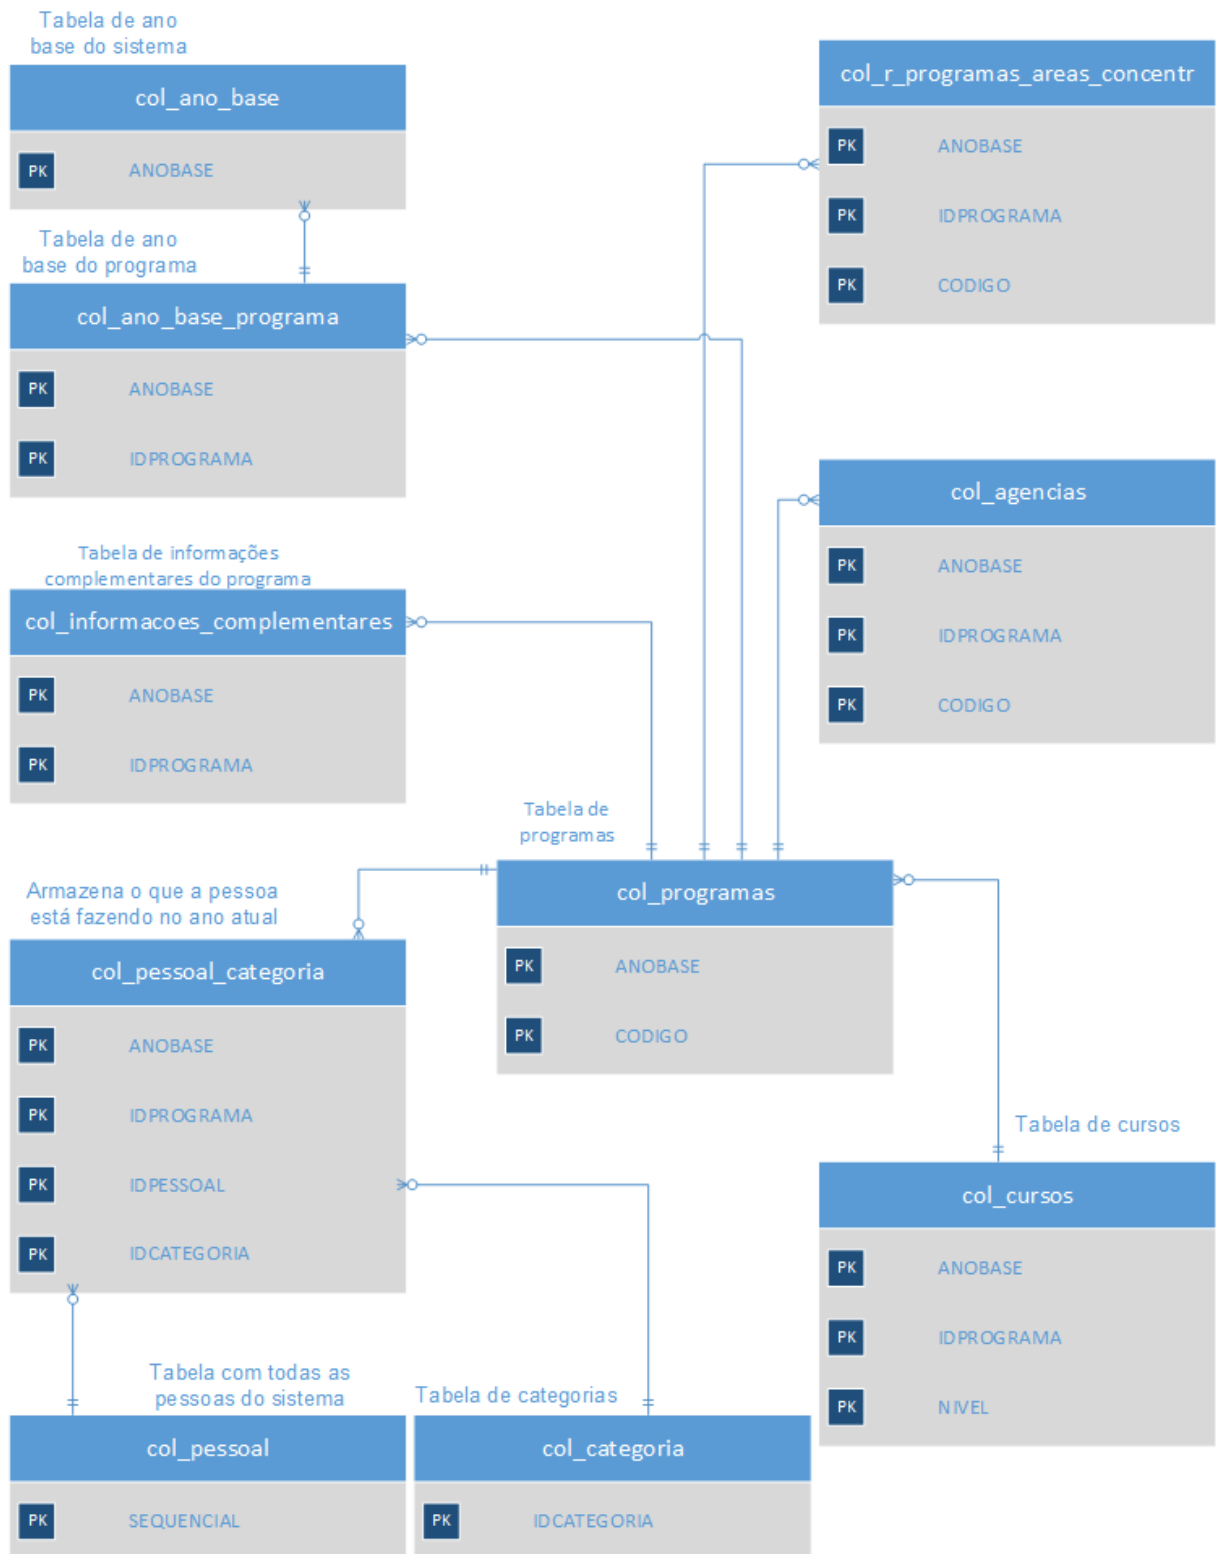 Tabela de ano
base do sistema
col_ano_base
PK ANOBASE
Tabela de ano
base do programa
col_ano_base_programa
PK ANOBASE
PK IDPROGRAMA
Tabela de informações
complementares do programa
col_informacoes_complementares
PK ANOBASE
PK IDPROGRAMA
Armazena o que a pessoa
está fazendo no ano atual
col_pessoal_categoria
PK ANOBASE
PK IDPROGRAMA
PK IDPESSOAL
PK IDCATEGORIA
Tabela com todas as
pessoas do sistema
col_pessoal
PK SEQUENCIAL
Tabela de categorias
col_categoria
PK IDCATEGORIA
Tabela de
programas
col_programas
PK ANOBASE
PK CODIGO
col_r_programas_areas_concentr
PK ANOBASE
PK IDPROGRAMA
PK CODIGO
col_agencias
PK ANOBASE
PK IDPROGRAMA
PK CODIGO
Tabela de cursos
col_cursos
PK ANOBASE
PK IDPROGRAMA
PK NIVEL